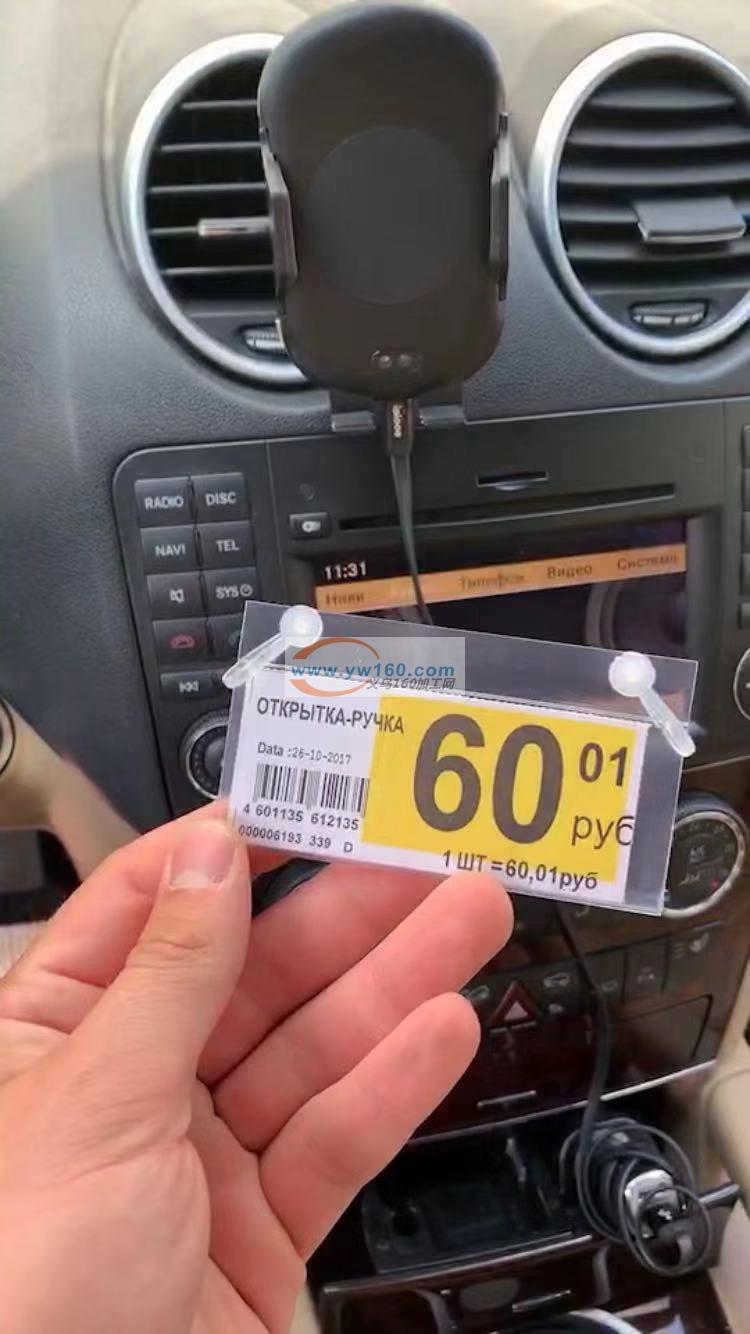 RADIO DISC
NAVI TEL
SYS
11:31
Нави Телефон Видео Система
www.yw160.com
义乌160加工网
ОТКРЫТКА-РУЧКА
Data :26-10-2017
4 601135 612135
000006193 339 D
60 01
руб
1 ШТ =60,01руб